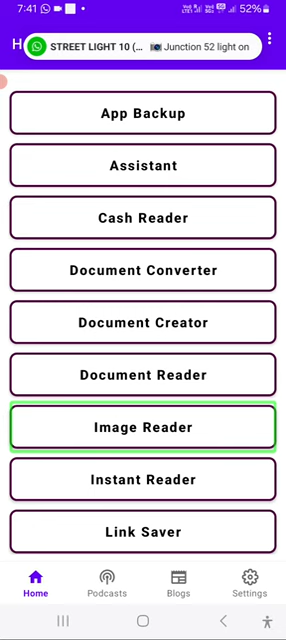 7:41 52%
H STREET LIGHT 10 (... Junction 52 light on
App Backup
Assistant
Cash Reader
Document Converter
Document Creator
Document Reader
Image Reader
Instant Reader
Link Saver
Home Podcasts Blogs Settings